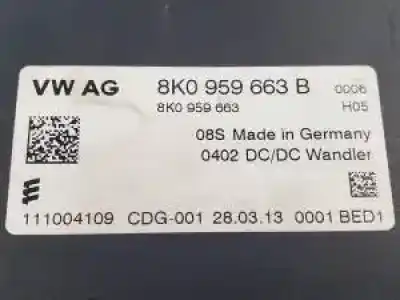 VW AG 8K0 959 663 B 0006
8K0 959 663 H05
08S Made in Germany
0402 DC/DC Wandler
111004109 CDG-001 28.03.13 0001 BED1